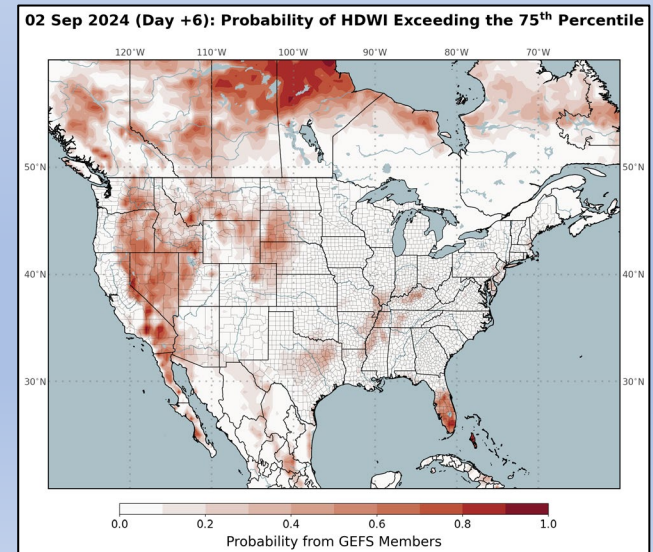 02 Sep 2024 (Day +6): Probability of HDWI Exceeding the 75th Percentile
120°W 110°W 100°W 90°W 80°W 70°W
50°N 50°N
40°N 40°N
30°N 30°N
0.0 0.2 0.4 0.6 0.8 1.0
Probability from GEFS Members